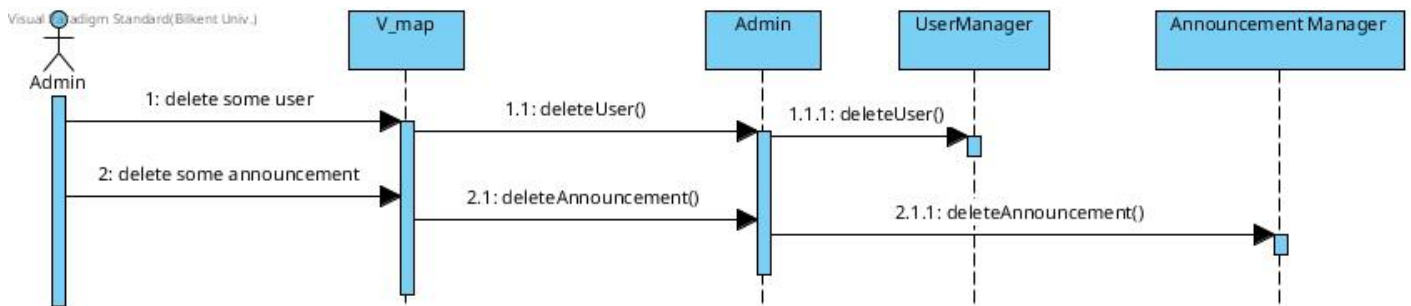 Visual Paradigm Standard(Bilkent Univ.)
V_map
Admin
UserManager
Announcement Manager
Admin
1: delete some user
1.1: deleteUser()
1.1.1: deleteUser()
2: delete some announcement
2.1: deleteAnnouncement()
2.1.1: deleteAnnouncement()